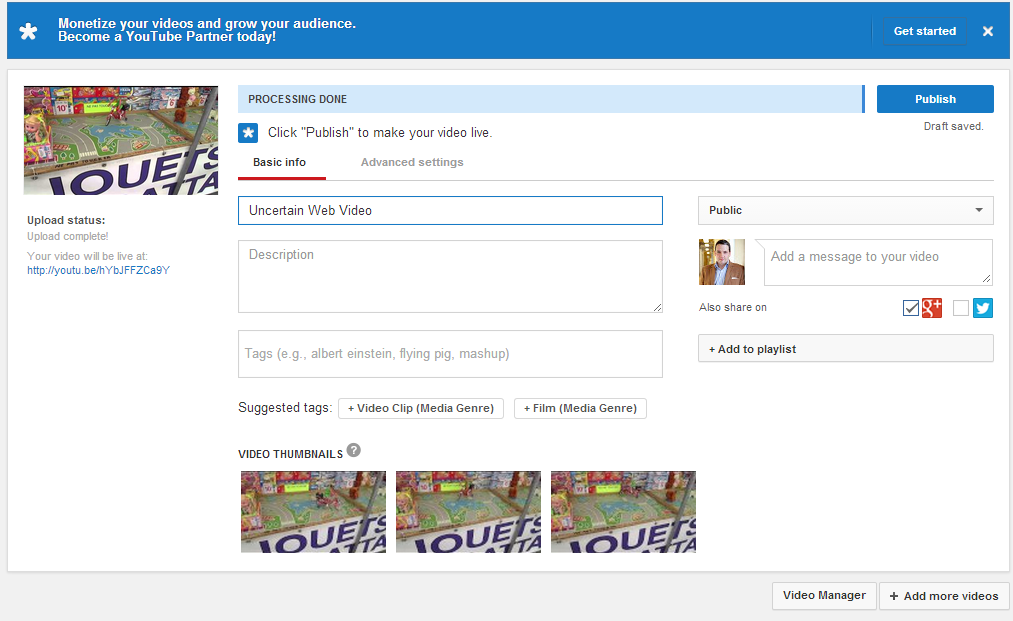 Monetize your videos and grow your audience.
Become a YouTube Partner today!
Get started
PROCESSING DONE
Publish
Click "Publish" to make your video live.
Draft saved.
Basic info
Advanced settings
Uncertain Web Video
Public
Upload status:
Upload complete!
Your video will be live at:
http://youtu.be/hYbJFFZCa9Y
Description
Add a message to your video
Also share on
Tags (e.g., albert einstein, flying pig, mashup)
+ Add to playlist
Suggested tags:
+ Video Clip (Media Genre)
+ Film (Media Genre)
VIDEO THUMBNAILS ?
JOUETS
ATTA
JOUETS
ATTA
JOUETS
ATTA
JOUETS
ATTA
Video Manager
+ Add more videos